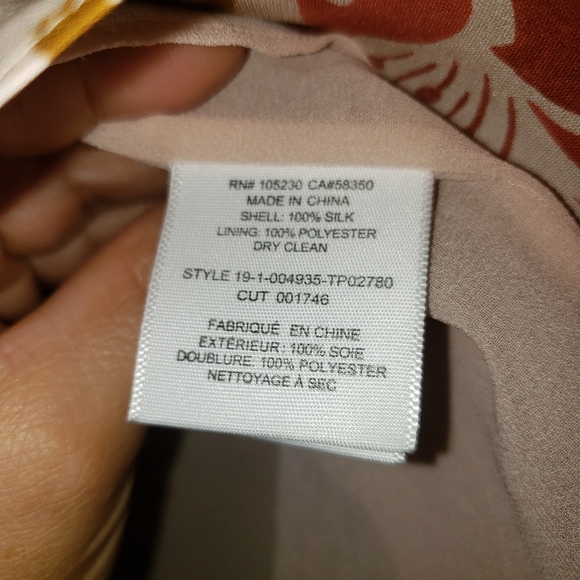 RN# 105230 CA#58350
MADE IN CHINA
SHELL: 100% SILK
LINING: 100% POLYESTER
DRY CLEAN
STYLE 19-1-004935-TP02780
CUT 001746
FABRIQUÉ EN CHINE
EXTÉRIEUR: 100% SOIE
DOUBLURE: 100% POLYESTER
NETTOYAGE À SEC